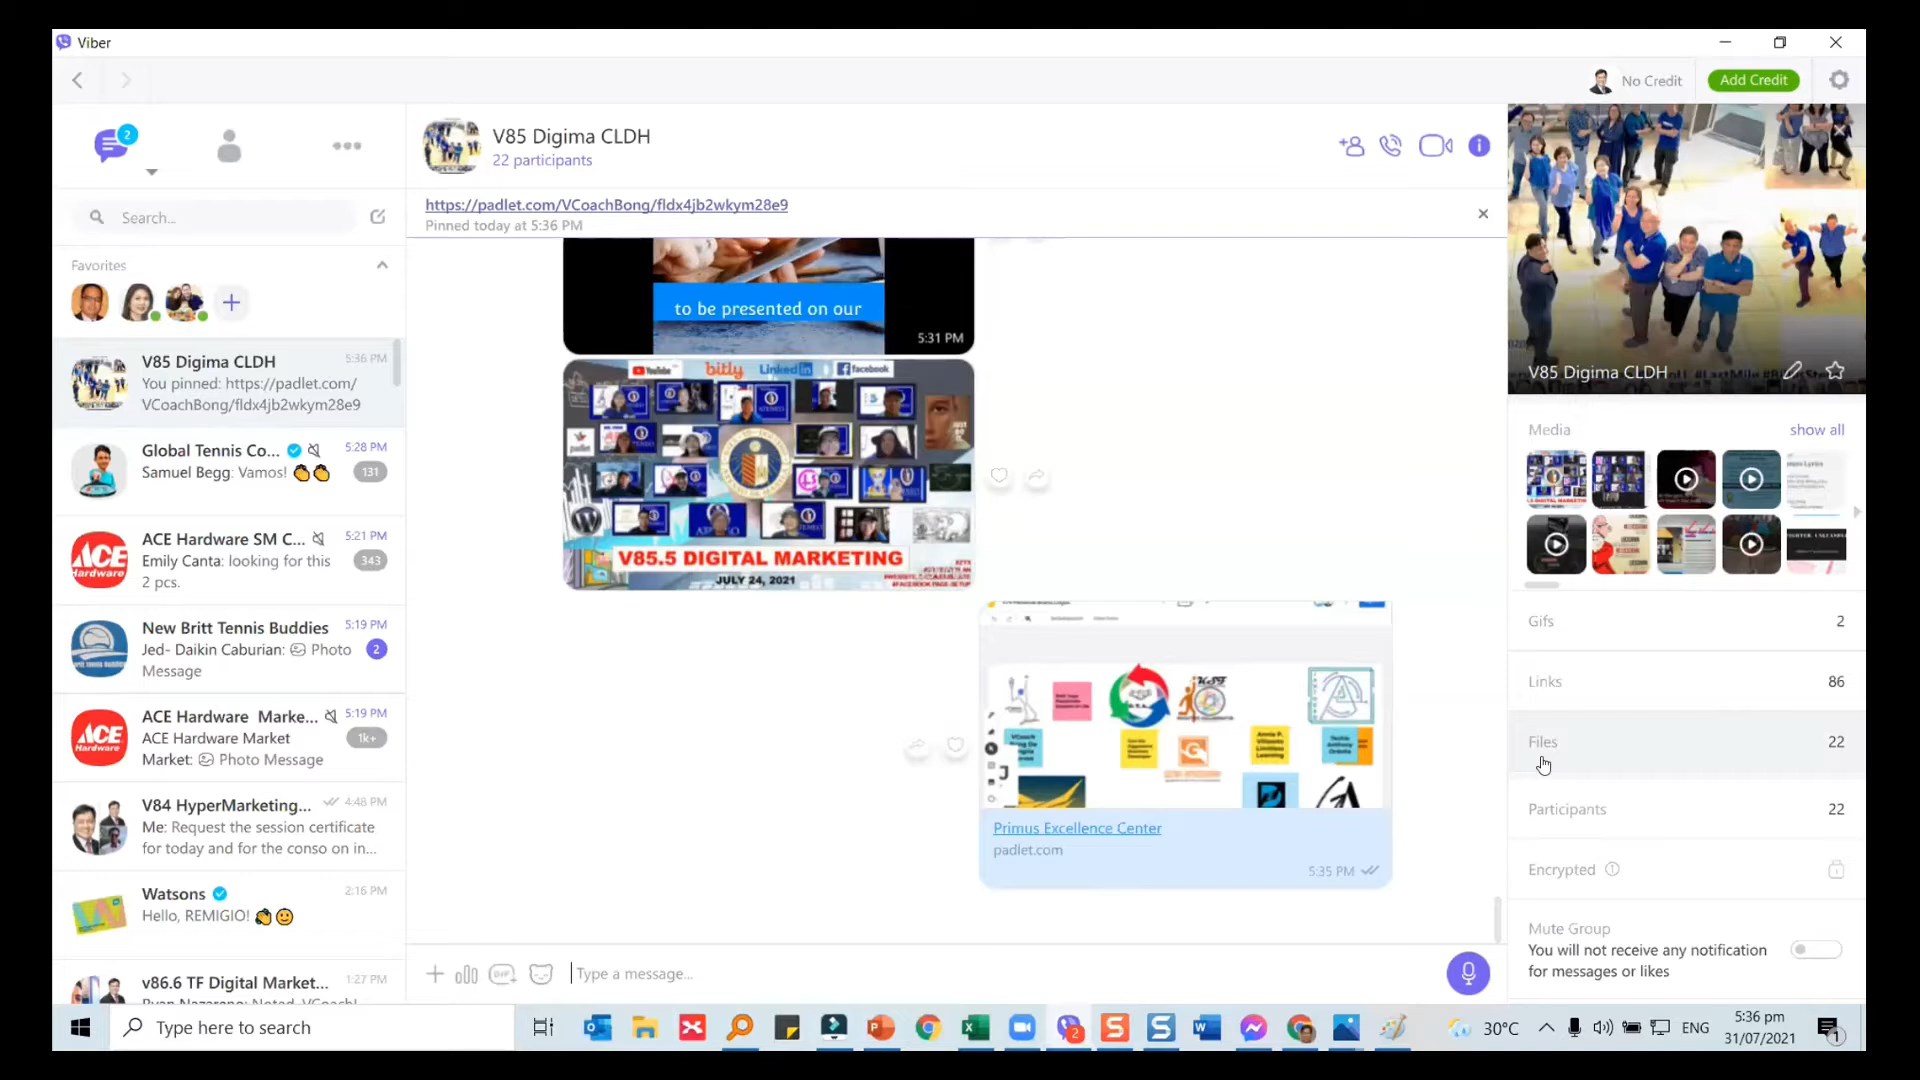 Viber
No Credit
Add Credit
2
Search...
Favorites
V85 Digima CLDH
5:36 PM
You pinned: https://padlet.com/
VCoachBong/fldx4jb2wkym28e9
Global Tennis Co...
5:28 PM
Samuel Begg: Vamos! 👏👏
131
ACE Hardware SM C...
5:21 PM
Emily Canta: looking for this
2 pcs.
343
New Britt Tennis Buddies
5:19 PM
Jed- Daikin Caburian: Photo
Message
2
ACE Hardware Marke...
5:19 PM
ACE Hardware Market
Market: Photo Message
1k+
V84 HyperMarketing...
4:48 PM
Me: Request the session certificate
for today and for the conso on in...
Watsons
2:16 PM
Hello, REMIGIO!
v86.6 TF Digital Market...
1:27 PM
V85 Digima CLDH
22 participants
https://padlet.com/VCoachBong/fldx4jb2wkym28e9
Pinned today at 5:36 PM
to be presented on our
5:31 PM
YouTube bitly LinkedIn facebook
V85.5 DIGITAL MARKETING
JULY 24, 2021
Primus Excellence Center
padlet.com
5:35 PM
Type a message...
V85 Digima CLDH
Media
show all
Gifs
2
Links
86
Files
22
Participants
22
Encrypted
Mute Group
You will not receive any notification
for messages or likes
Type here to search
30°C
ENG
5:36 pm
31/07/2021
1